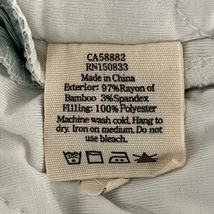 CA58882
RN150833
Made in China
Exterior: 97%Rayon of
Bamboo 3%Spandex
Filling: 100%Polyester
Machine wash cold. Hang to
dry. Iron on medium. Do not
use bleach.